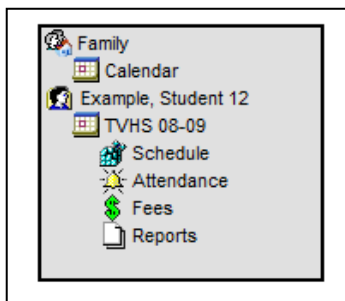 Family
Calendar
Example, Student 12
TVHS 08-09
Schedule
Attendance
Fees
Reports